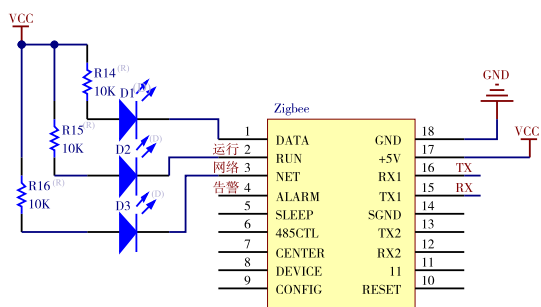 VCC
R14 (R)
10K
D1 (D)
R15 (R)
10K
D2 (D)
R16 (R)
10K
D3 (D)
Zigbee
GND
VCC
1 DATA GND 18
运行 2 RUN +5V 17
网络 3 NET RX1 16 TX
告警 4 ALARM TX1 15 RX
5 SLEEP SGND 14
6 485CTL TX2 13
7 CENTER RX2 12
8 DEVICE 11 11
9 CONFIG RESET 10